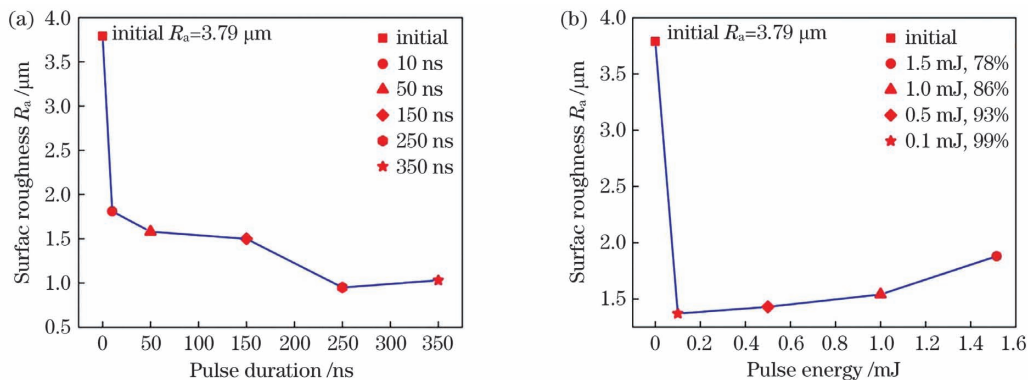 (a)
initial Ra=3.79 μm
initial
10 ns
50 ns
150 ns
250 ns
350 ns
4.0
3.5
3.0
2.5
2.0
1.5
1.0
0.5
Surfac roughness Ra /μm
0 50 100 150 200 250 300 350
Pulse duration /ns
(b)
initial Ra=3.79 μm
initial
1.5 mJ, 78%
1.0 mJ, 86%
0.5 mJ, 93%
0.1 mJ, 99%
4.0
3.5
3.0
2.5
2.0
1.5
Surfac roughness Ra /μm
0 0.2 0.4 0.6 0.8 1.0 1.2 1.4 1.6
Pulse energy /mJ